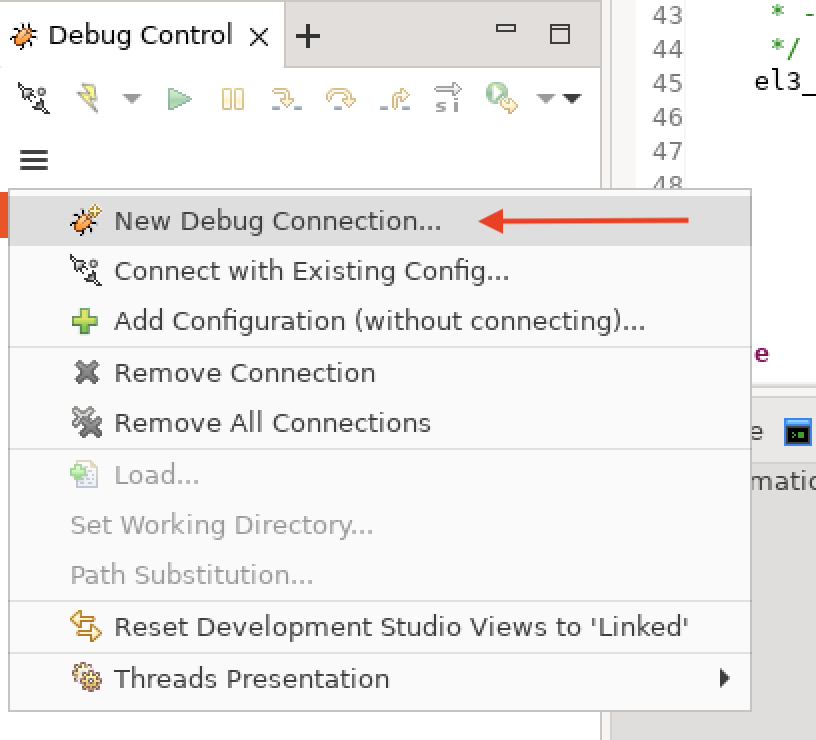 Debug Control
43
* -
44
*/
45
el3_
46
47
48
New Debug Connection...
Connect with Existing Config...
Add Configuration (without connecting)...
e
Remove Connection
Remove All Connections
e
Load...
matic
Set Working Directory...
Path Substitution...
Reset Development Studio Views to 'Linked'
Threads Presentation